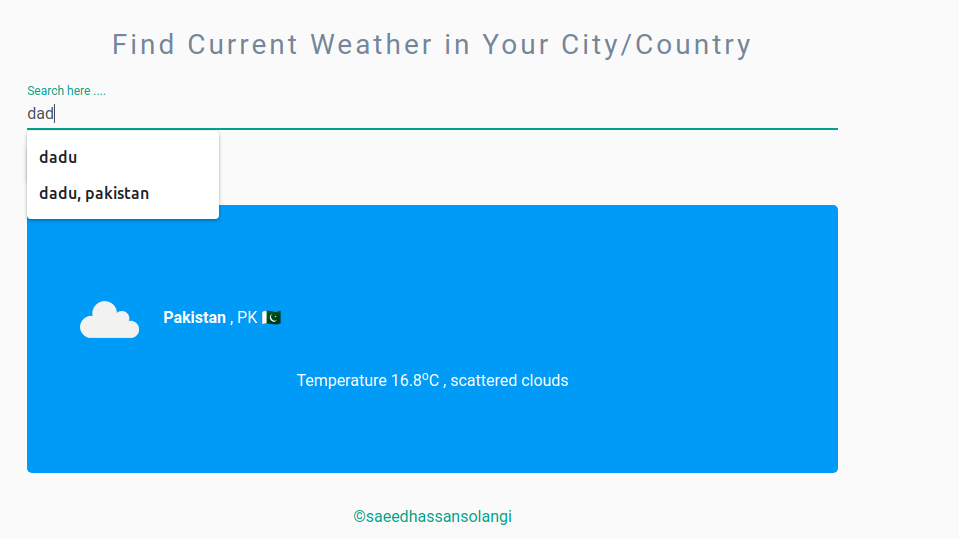 Find Current Weather in Your City/Country
Search here ....
dad
dadu
dadu, pakistan
Pakistan , PK 🇵🇰
Temperature 16.8°C , scattered clouds
©saeedhassansolangi